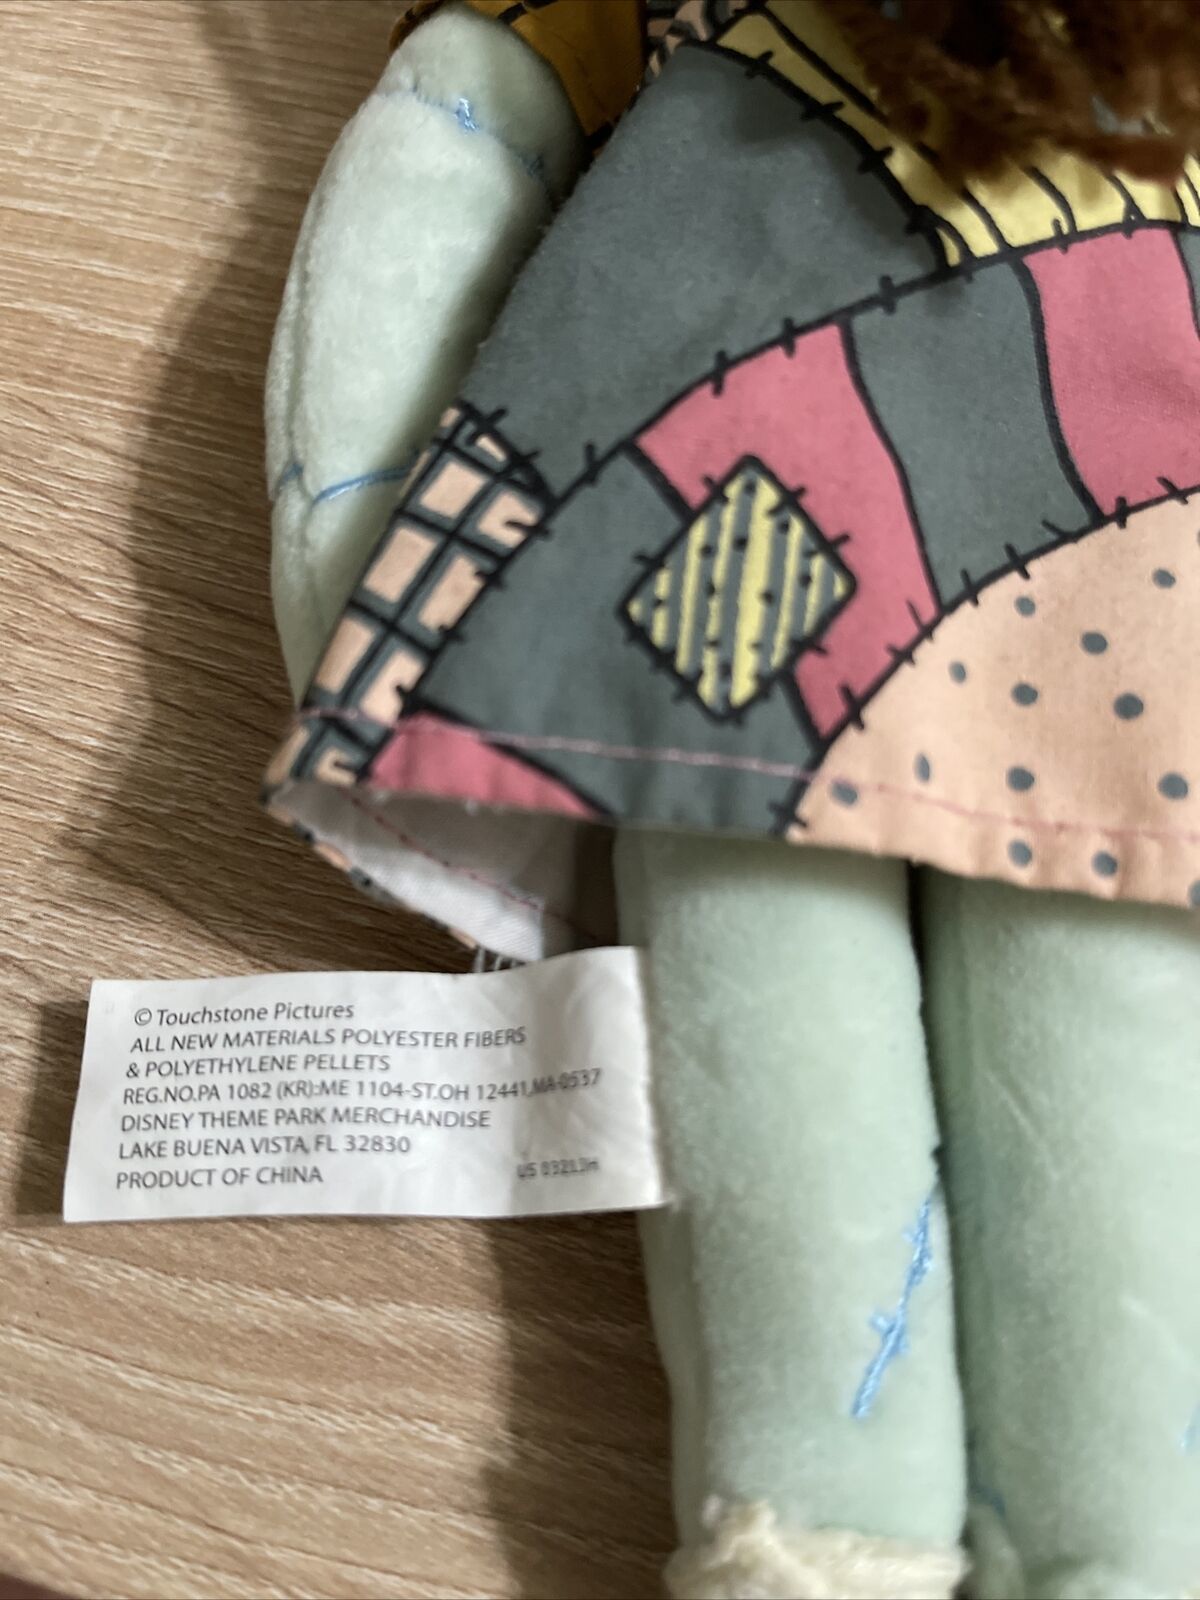 © Touchstone Pictures
ALL NEW MATERIALS POLYESTER FIBERS
& POLYETHYLENE PELLETS
REG.NO.PA 1082 (KR):ME 1104-ST.OH 12441,MA-0537
DISNEY THEME PARK MERCHANDISE
LAKE BUENA VISTA, FL 32830
PRODUCT OF CHINA
US